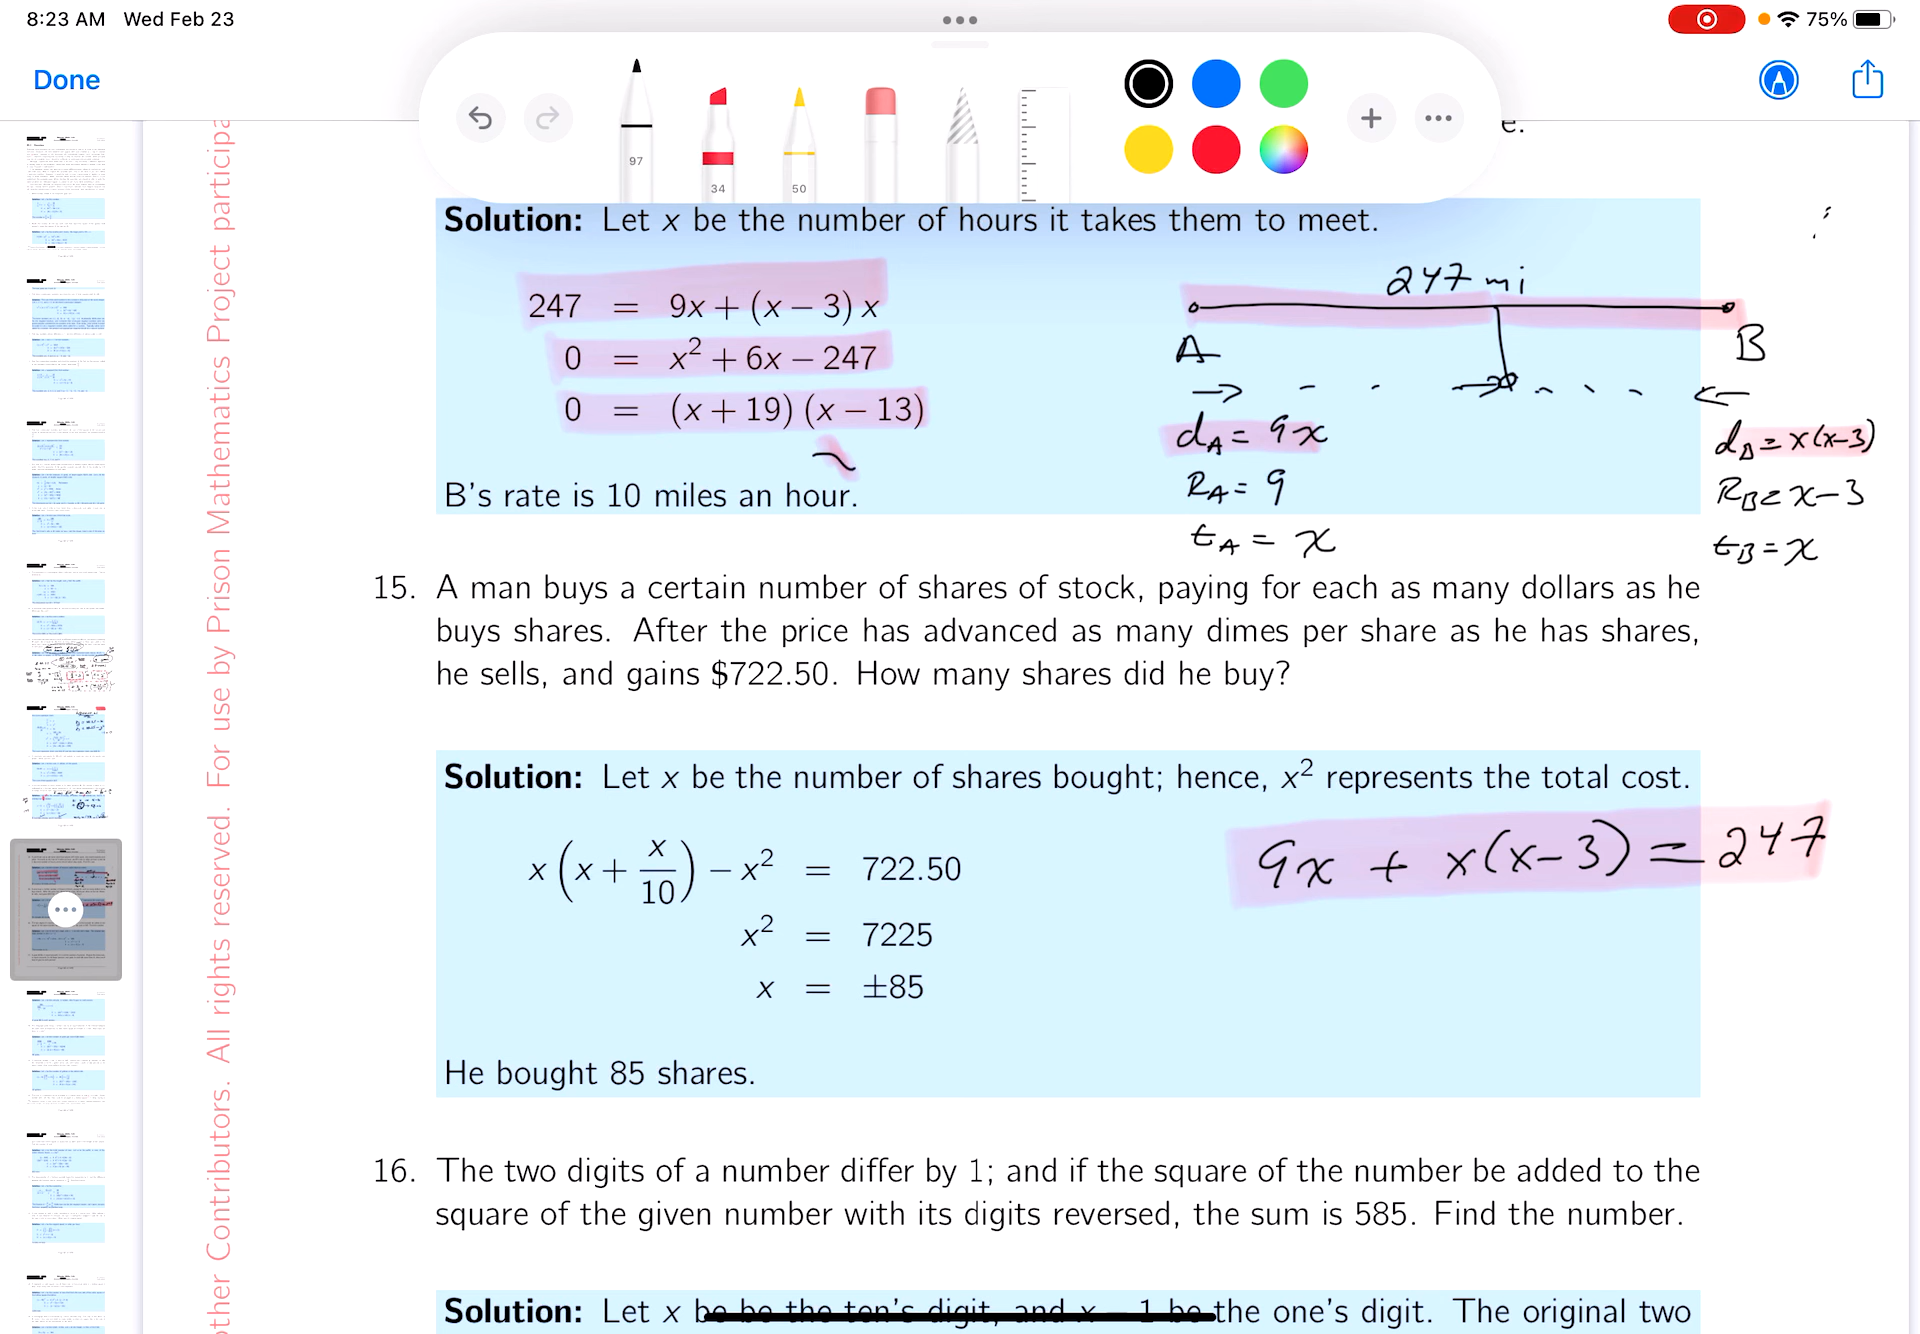 8:23 AM Wed Feb 23
75%
Done
97
34
50
e.
Solution: Let x be the number of hours it takes them to meet.
247 = 9x + (x − 3) x
0 = x² + 6x − 247
0 = (x + 19) (x − 13)
B's rate is 10 miles an hour.
247 mi
A
B
d_A = 9x
R_A = 9
t_A = x
d_B = x(x−3)
R_B = x−3
t_B = x
15. A man buys a certain number of shares of stock, paying for each as many dollars as he
buys shares. After the price has advanced as many dimes per share as he has shares,
he sells, and gains $722.50. How many shares did he buy?
Solution: Let x be the number of shares bought; hence, x² represents the total cost.
x(x + x/10) − x² = 722.50
x² = 7225
x = ±85
9x + x(x−3) = 247
He bought 85 shares.
16. The two digits of a number differ by 1; and if the square of the number be added to the
square of the given number with its digits reversed, the sum is 585. Find the number.
Solution: Let x be be the ten's digit, and x − 1 be the one's digit. The original two
other Contributors. All rights reserved. For use by Prison Mathematics Project participa